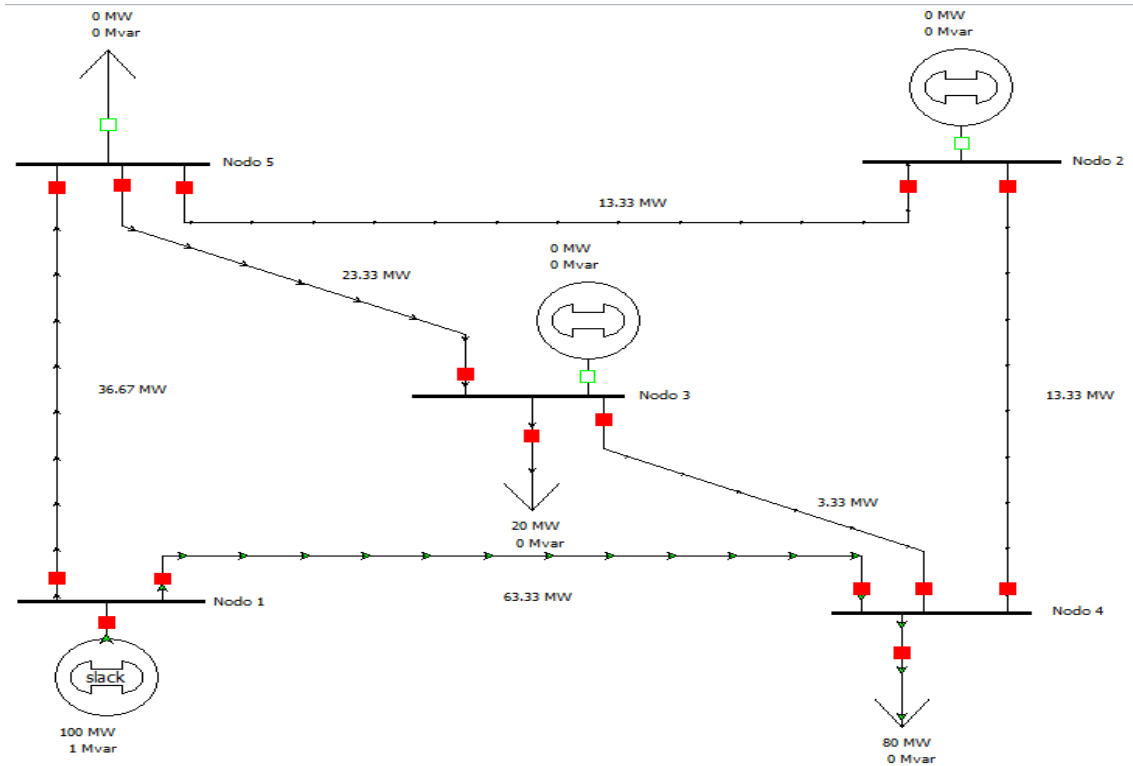 0 MW
0 Mvar
0 MW
0 Mvar
Nodo 5
Nodo 2
13.33 MW
0 MW
0 Mvar
23.33 MW
36.67 MW
Nodo 3
13.33 MW
3.33 MW
20 MW
0 Mvar
63.33 MW
Nodo 1
Nodo 4
slack
100 MW
1 Mvar
80 MW
0 Mvar